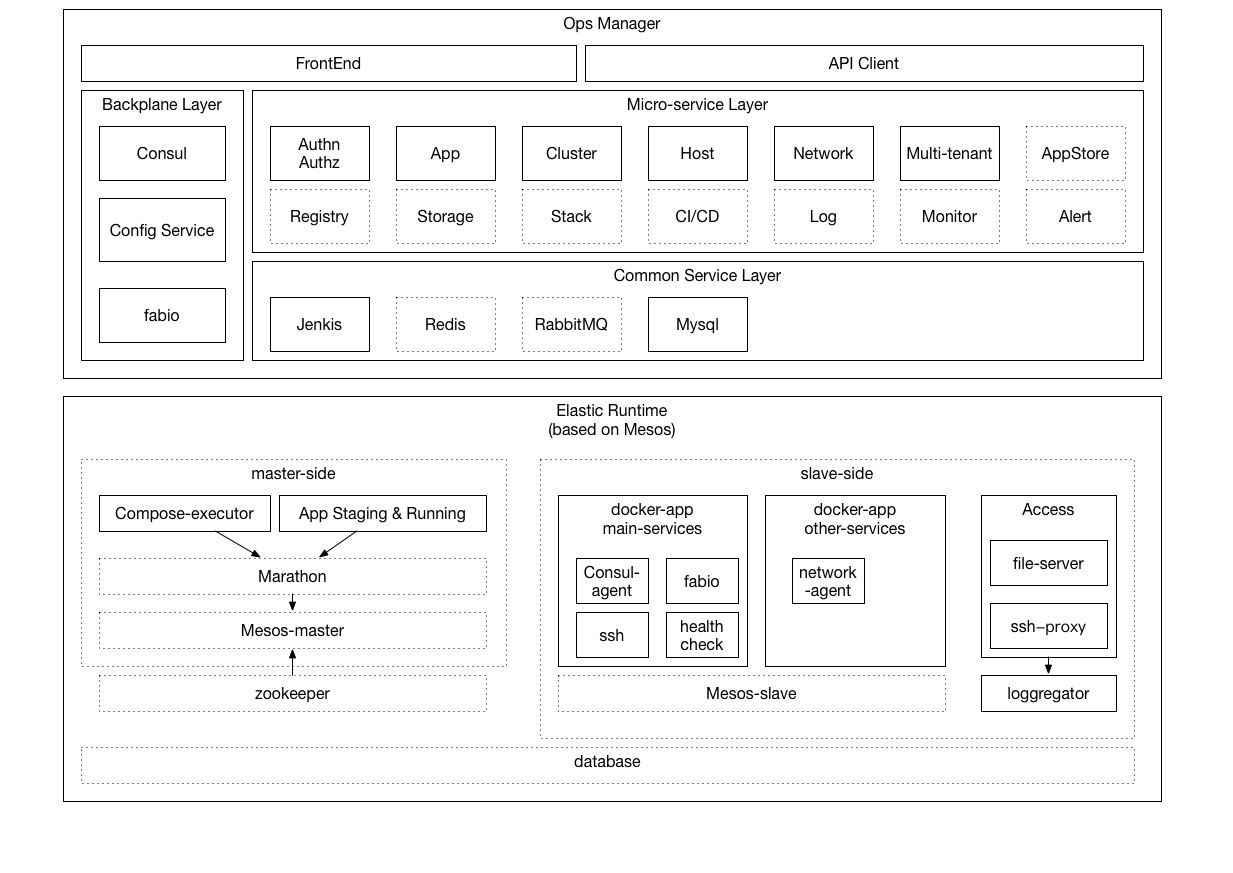 Ops Manager
FrontEnd
API Client
Backplane Layer
Consul
Config Service
fabio
Micro-service Layer
Authn
Authz
App
Cluster
Host
Network
Multi-tenant
AppStore
Registry
Storage
Stack
CI/CD
Log
Monitor
Alert
Common Service Layer
Jenkis
Redis
RabbitMQ
Mysql
Elastic Runtime
(based on Mesos)
master-side
Compose-executor
App Staging & Running
Marathon
Mesos-master
zookeeper
slave-side
docker-app
main-services
Consul-
agent
fabio
ssh
health
check
docker-app
other-services
network
-agent
Mesos-slave
Access
file-server
ssh-proxy
loggregator
database